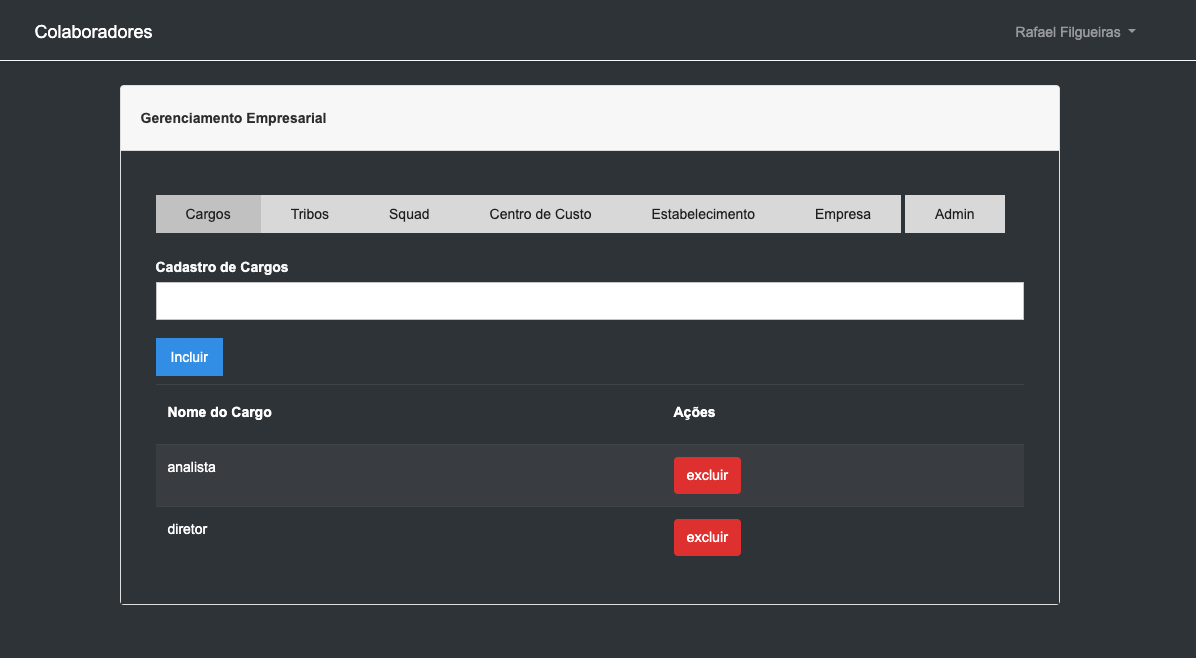 Colaboradores Rafael Filgueiras
Gerenciamento Empresarial
Cargos Tribos Squad Centro de Custo Estabelecimento Empresa Admin
Cadastro de Cargos
Incluir
Nome do Cargo Ações
analista excluir
diretor excluir